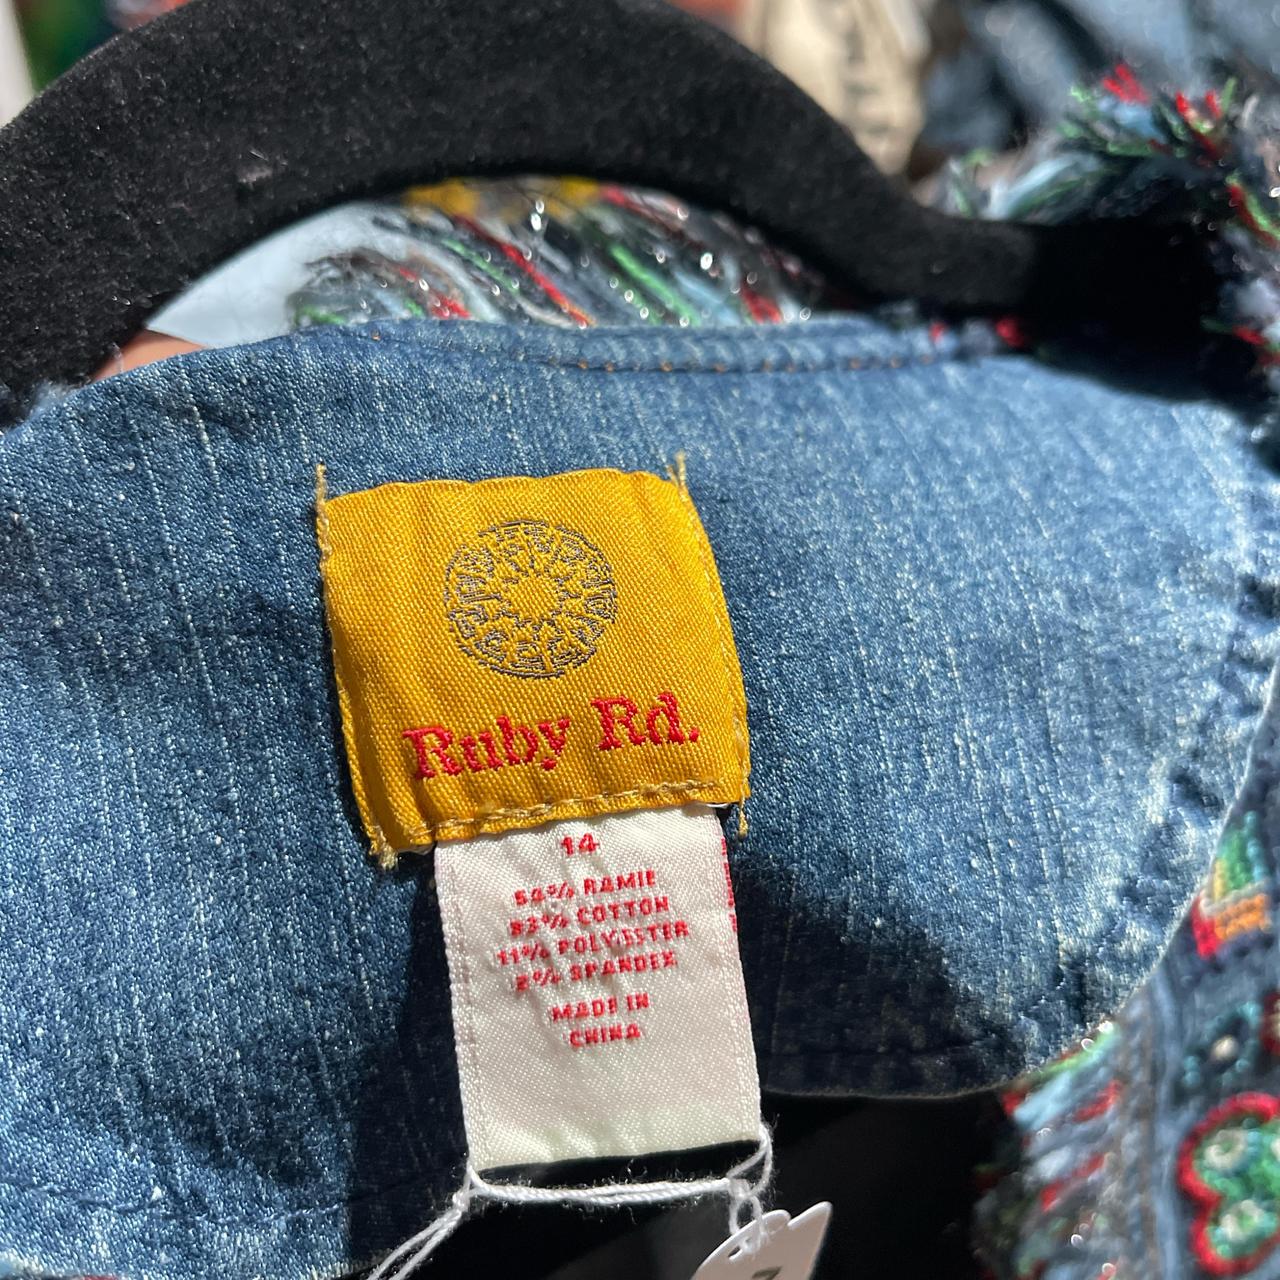 Ruby Rd.
14
54% RAMIE
33% COTTON
11% POLYESTER
2% SPANDEX
MADE IN
CHINA